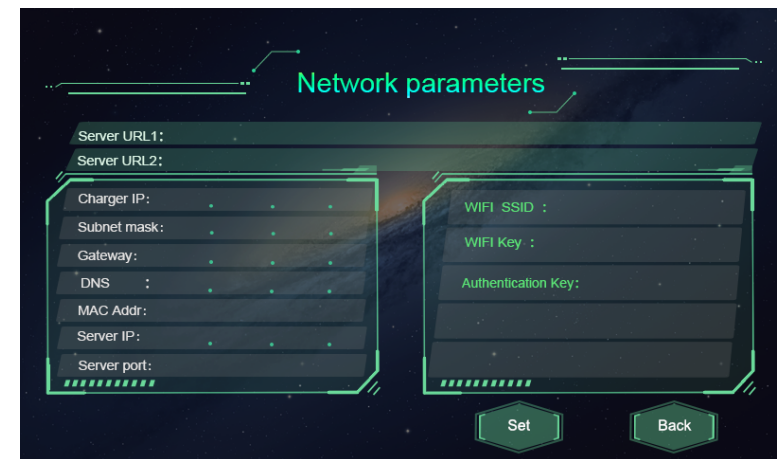 Network parameters
Server URL1:
Server URL2:
Charger IP: . . .
Subnet mask: . . .
Gateway: . . .
DNS : . . .
MAC Addr:
Server IP: . . .
Server port:
WIFI SSID :
WIFI Key :
Authentication Key:
Set
Back